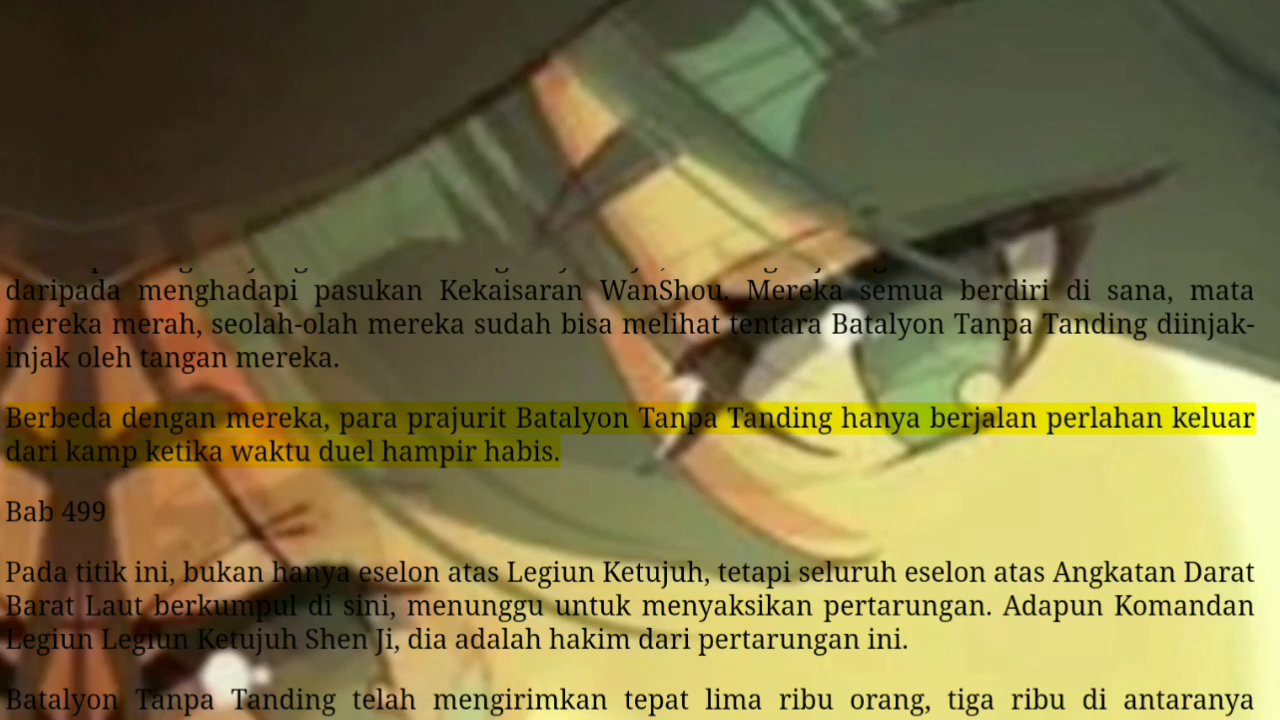 daripada menghadapi pasukan Kekaisaran WanShou. Mereka semua berdiri di sana, mata
mereka merah, seolah-olah mereka sudah bisa melihat tentara Batalyon Tanpa Tanding diinjak-
injak oleh tangan mereka.
Berbeda dengan mereka, para prajurit Batalyon Tanpa Tanding hanya berjalan perlahan keluar
dari kamp ketika waktu duel hampir habis.
Bab 499
Pada titik ini, bukan hanya eselon atas Legiun Ketujuh, tetapi seluruh eselon atas Angkatan Darat
Barat Laut berkumpul di sini, menunggu untuk menyaksikan pertarungan. Adapun Komandan
Legiun Legiun Ketujuh Shen Ji, dia adalah hakim dari pertarungan ini.
Batalyon Tanpa Tanding telah mengirimkan tepat lima ribu orang, tiga ribu di antaranya